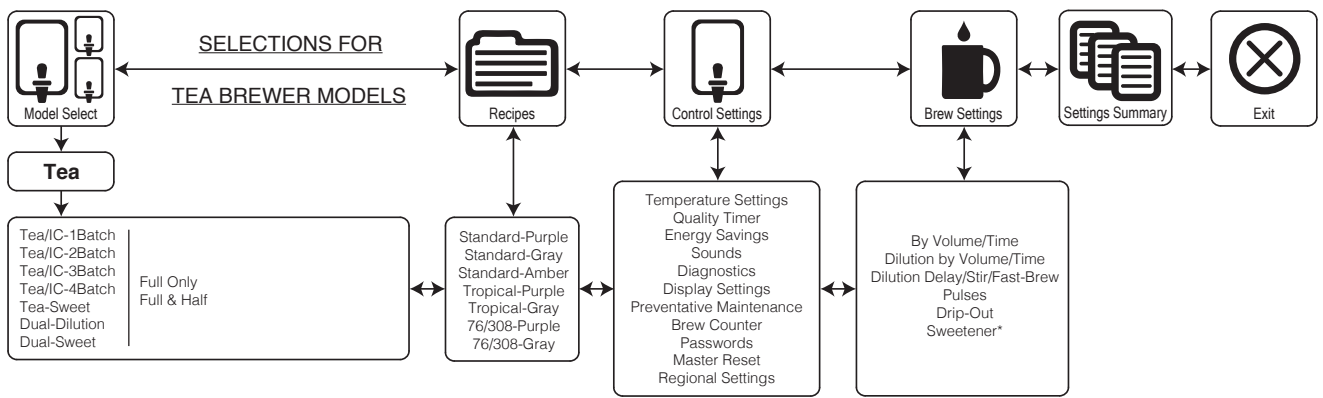 SELECTIONS FOR
TEA BREWER MODELS
Model Select
Recipes
Control Settings
Brew Settings
Settings Summary
Exit
Tea
Tea/IC-1Batch
Tea/IC-2Batch
Tea/IC-3Batch
Tea/IC-4Batch
Tea-Sweet
Dual-Dilution
Dual-Sweet
Full Only
Full & Half
Standard-Purple
Standard-Gray
Standard-Amber
Tropical-Purple
Tropical-Gray
76/308-Purple
76/308-Gray
Temperature Settings
Quality Timer
Energy Savings
Sounds
Diagnostics
Display Settings
Preventative Maintenance
Brew Counter
Passwords
Master Reset
Regional Settings
By Volume/Time
Dilution by Volume/Time
Dilution Delay/Stir/Fast-Brew
Pulses
Drip-Out
Sweetener*